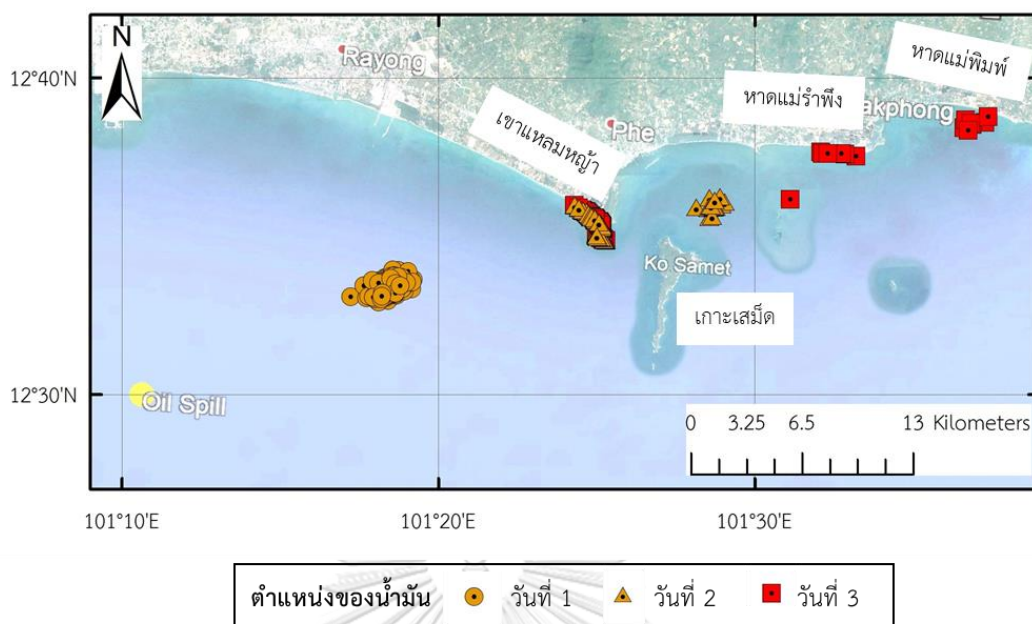 N
12°40'N
12°30'N
Rayong
Phe
akphong
เขาแหลมหญ้า
หาดแม่รำพึง
หาดแม่พิมพ์
Ko Samet
เกาะเสม็ด
Oil Spill
0 3.25 6.5 13 Kilometers
101°10'E 101°20'E 101°30'E
ตำแหน่งของน้ำมัน วันที่ 1 วันที่ 2 วันที่ 3